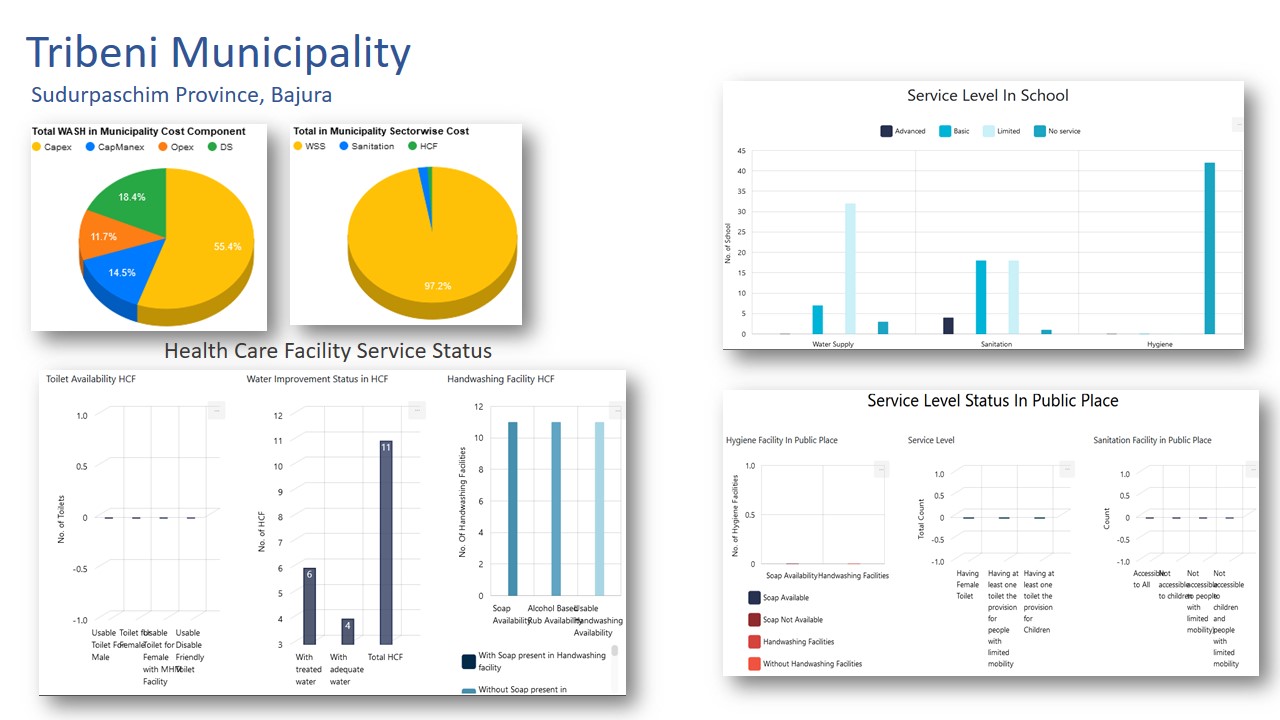 Tribeni Municipality
Sudurpaschim Province, Bajura
Total WASH in Municipality Cost Component
Capex CapManex Opex DS
18.4%
11.7%
55.4%
14.5%
Total in Municipality Sectorwise Cost
WSS Sanitation HCF
97.2%
Service Level In School
Advanced Basic Limited No service
No. of School
45
40
35
30
25
20
15
10
5
0
Water Supply Sanitation Hygiene
Health Care Facility Service Status
Toilet Availability HCF
No. of Toilets
1.0
0.5
0
-0.5
-1.0
Usable
Toilet For
Male
Toilet for
Female
Usable
Toilet for
Female
with MHM
Facility
Usable
Disable
Friendly
Toilet
Water Improvement Status in HCF
No. of HCF
12
11
10
9
8
7
6
5
4
3
6
4
11
With
treated
water
With
adequate
water
Total HCF
Handwashing Facility HCF
No. Of Handwashing Facilities
12
10
8
6
4
2
0
Soap
Availability
Alcohol Based
Rub Availability
Usable
Handwashing
Availability
With Soap present in Handwashing
facility
Without Soap present in
Service Level Status In Public Place
Hygiene Facility In Public Place
No. of Hygiene Facilities
1.0
0.5
0
Soap Availability Handwashing Facilities
Soap Available
Soap Not Available
Handwashing Facilities
Without Handwashing Facilities
Service Level
Total Count
1.0
0.5
0
-0.5
-1.0
Having
Female
Toilet
Having at
least one
toilet the
provision
for
people
with
limited
mobility
Having at
least one
toilet the
provision
for
Children
Sanitation Facility in Public Place
Count
1.0
0.5
0
-0.5
-1.0
Accessible
to All
Not
accessible
to children
Not
accessible
to people
with
limited
mobility
Not
accessible
to
children
and
people
with
limited
mobility